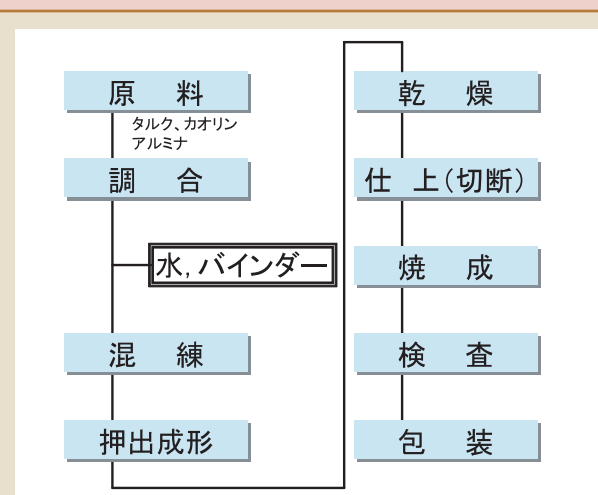 原 料
タルク、カオリン
アルミナ
調 合
水, バインダー
混 練
押出成形
乾 燥
仕 上(切断)
焼 成
検 査
包 装